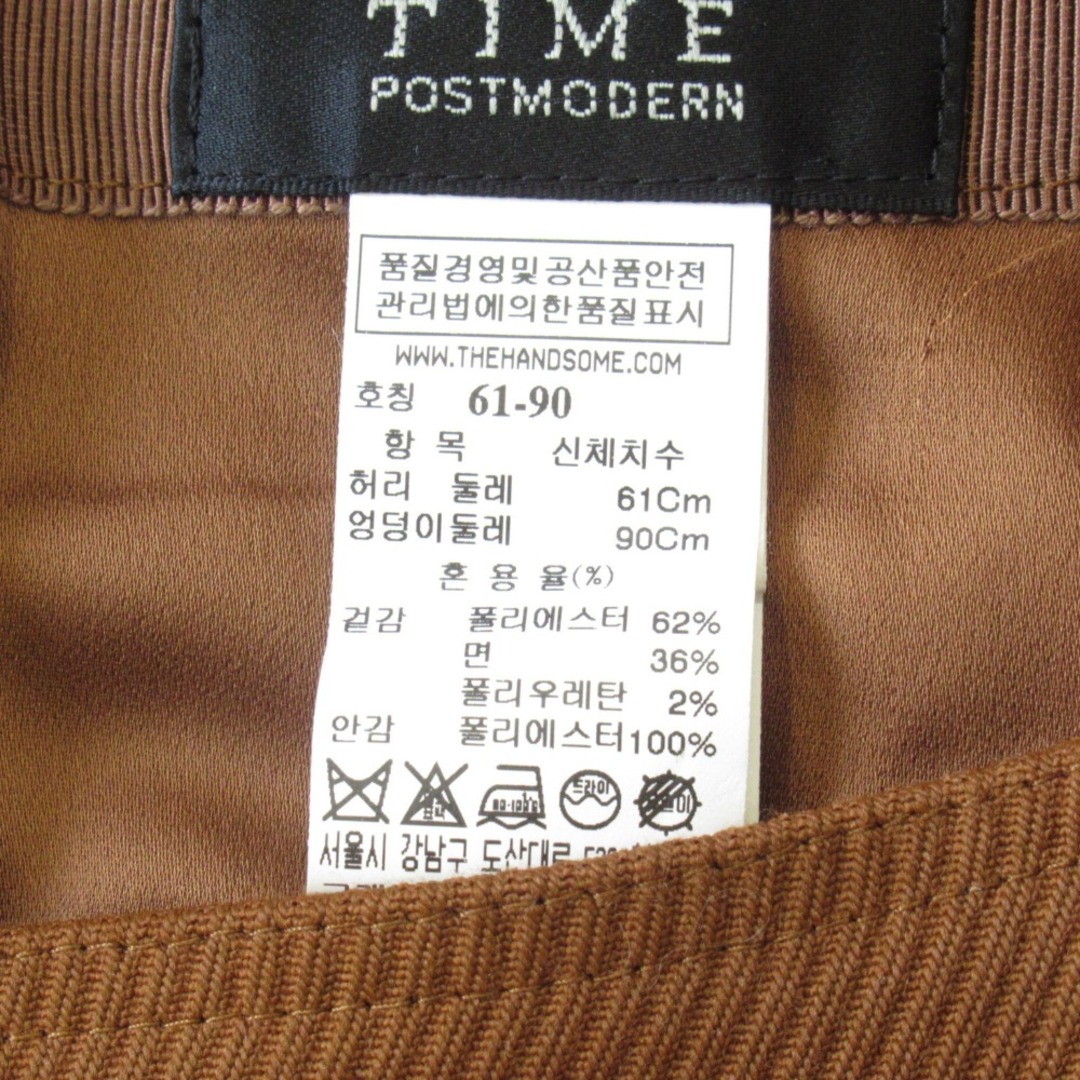 TIME
POSTMODERN
품질경영및공산품안전
관리법에의한품질표시
WWW.THEHANDSOME.COM
호칭 61-90
항 목 신체치수
허리 둘레 61Cm
엉덩이둘레 90Cm
혼 용 율(%)
겉감 폴리에스터 62%
면 36%
폴리우레탄 2%
안감 폴리에스터100%
드라이
서울시 강남구 도산대로